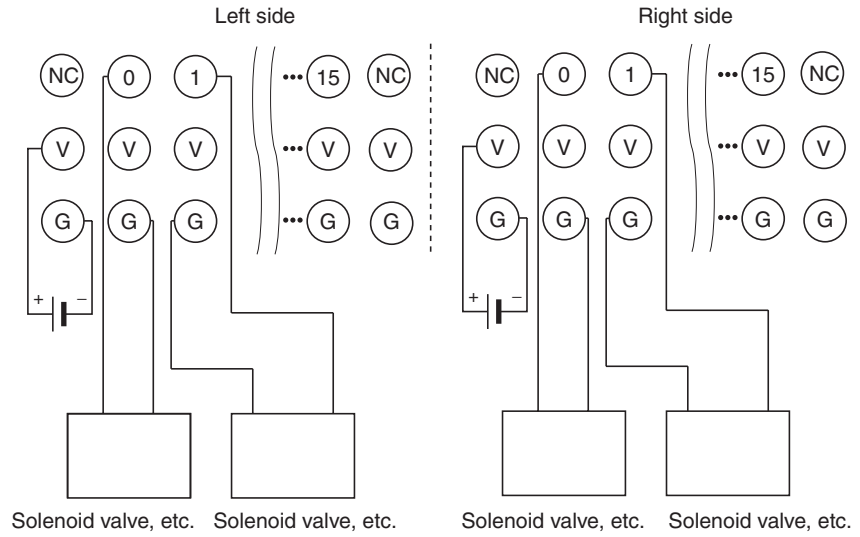 Left side Right side
NC 0 1 ••• 15 NC NC 0 1 ••• 15 NC
V V V ••• V V V V V ••• V V
G G G ••• G G G G G ••• G G
+ − + −
Solenoid valve, etc. Solenoid valve, etc. Solenoid valve, etc. Solenoid valve, etc.